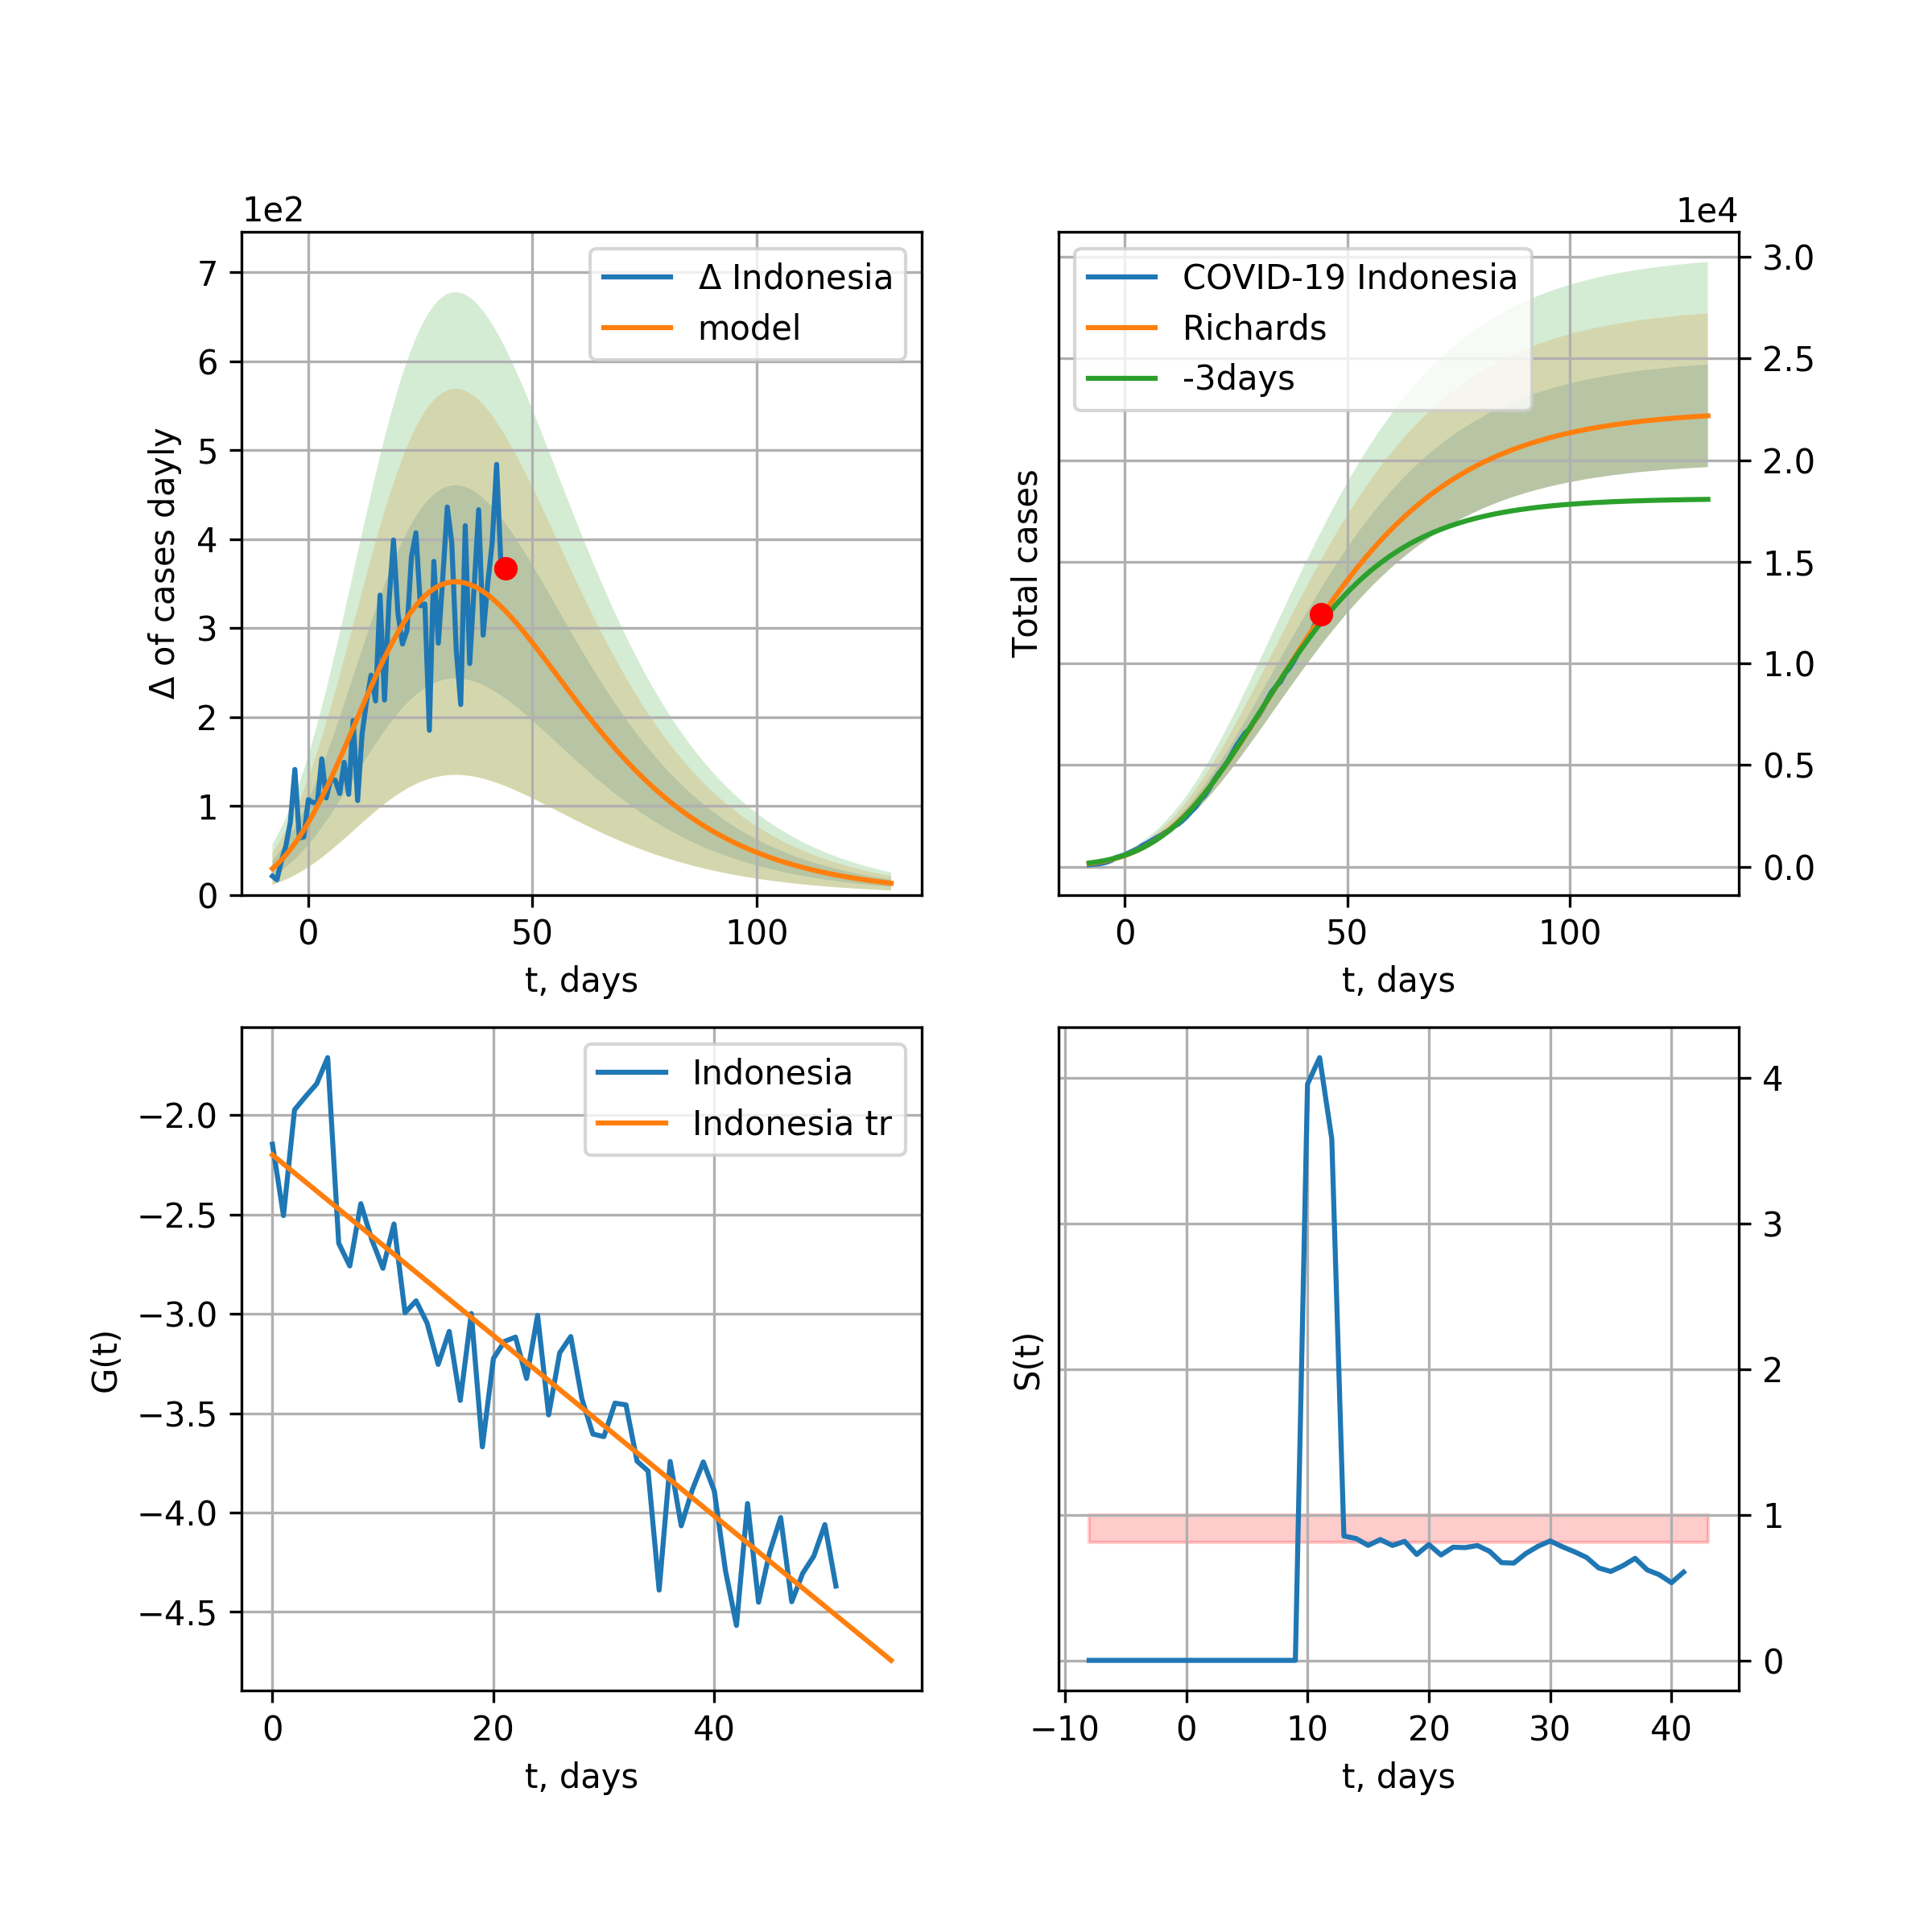 1e2
Δ of cases dayly
7
6
5
4
3
2
1
0
Δ Indonesia
model
0 50 100
t, days
1e4
Total cases
COVID-19 Indonesia
Richards
-3days
3.0
2.5
2.0
1.5
1.0
0.5
0.0
0 50 100
t, days
G(t)
−2.0
−2.5
−3.0
−3.5
−4.0
−4.5
Indonesia
Indonesia tr
0 20 40
t, days
S(t)
4
3
2
1
0
−10 0 10 20 30 40
t, days